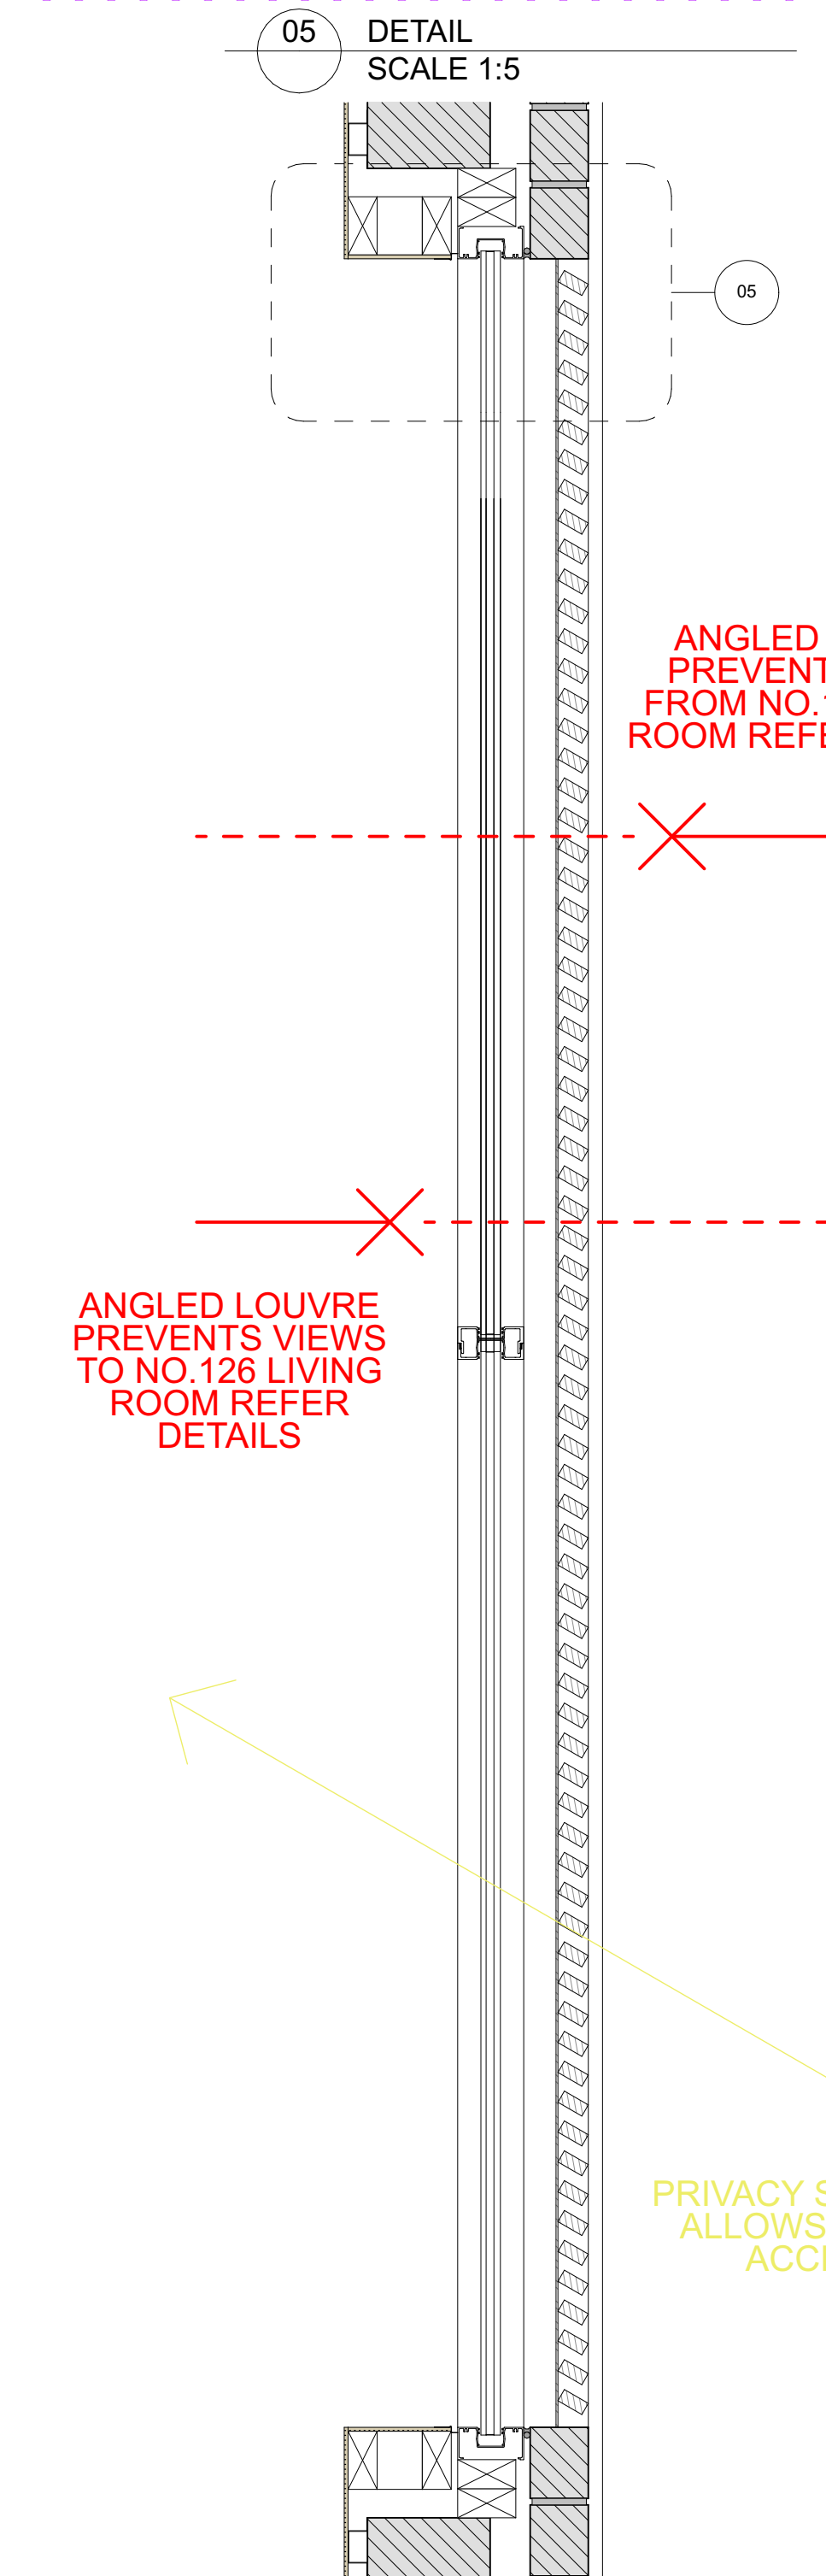 05 DETAIL
SCALE 1:5
05
ANGLED
PREVENT
FROM NO.
ROOM REFE
ANGLED LOUVRE
PREVENTS VIEWS
TO NO.126 LIVING
ROOM REFER
DETAILS
PRIVACY
ALLOWS
ACC